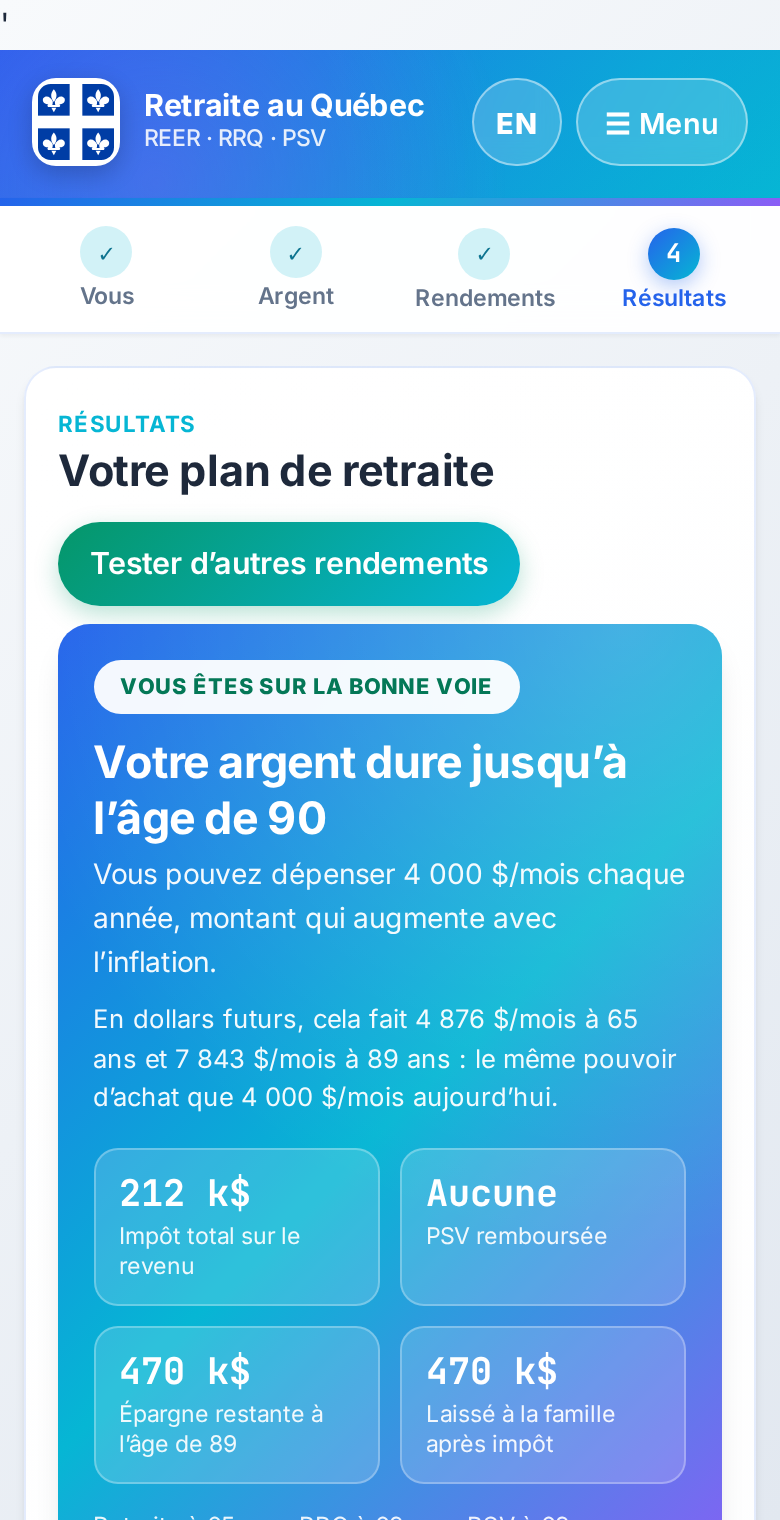 '
Retraite au Québec
REER · RRQ · PSV
EN
☰ Menu
✓
✓
✓
4
Vous
Argent
Rendements
Résultats
RÉSULTATS
Votre plan de retraite
Tester d’autres rendements
VOUS ÊTES SUR LA BONNE VOIE
Votre argent dure jusqu’à
l’âge de 90
Vous pouvez dépenser 4 000 $/mois chaque
année, montant qui augmente avec
l’inflation.
En dollars futurs, cela fait 4 876 $/mois à 65
ans et 7 843 $/mois à 89 ans : le même pouvoir
d’achat que 4 000 $/mois aujourd’hui.
212 k$
Impôt total sur le
revenu
Aucune
PSV remboursée
470 k$
Épargne restante à
l’âge de 89
470 k$
Laissé à la famille
après impôt